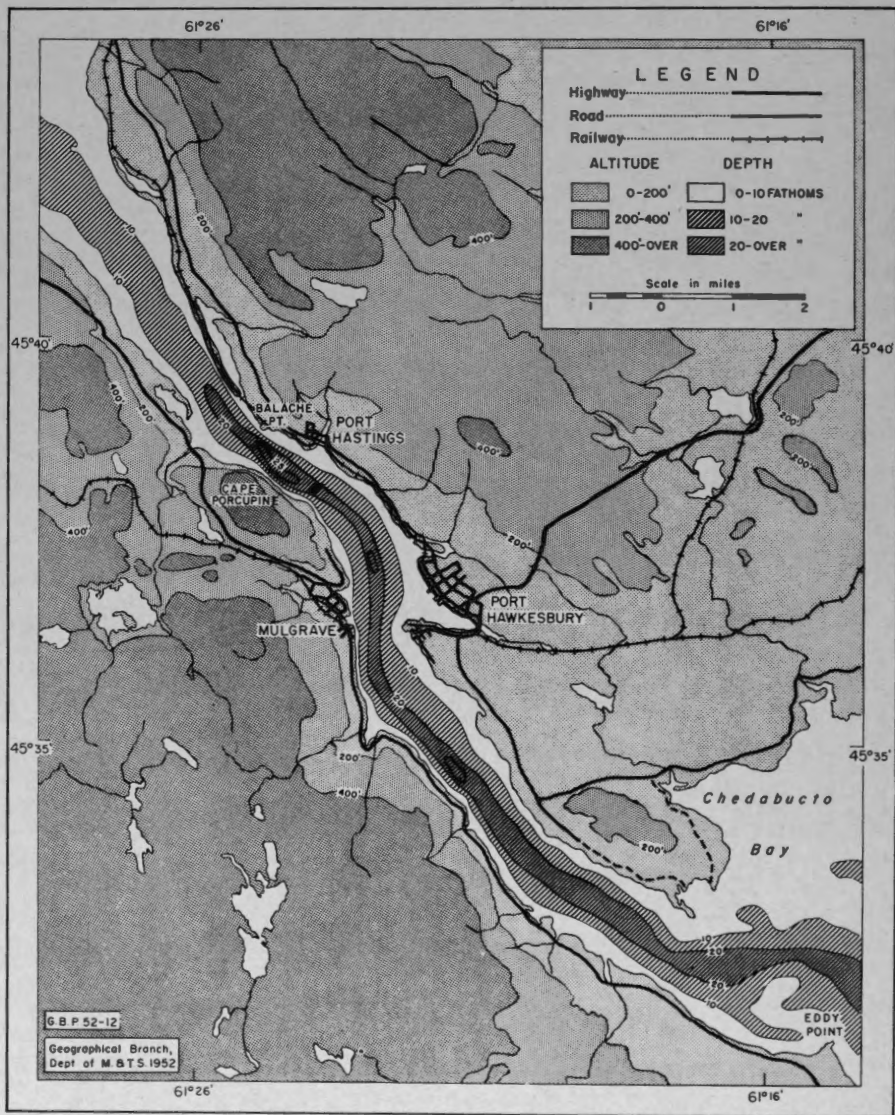 61°26'
61°16'
LEGEND
Highway
Road
Railway
ALTITUDE DEPTH
0-200' 0-10 FATHOMS
200'-400' 10-20 "
400'-OVER 20-OVER "
Scale in miles
1 0 1 2
200'
400'
10
10
45°40'
45°40'
400'
200'
BALACHE
PT.
PORT
HASTINGS
20
400'
200'
200'
CAPE
PORCUPINE
400'
200'
PORT
HAWKESBURY
MULGRAVE
10
20
45°35'
45°35'
200'
400'
Chedabucto
Bay
200'
10
20
20
10
EDDY
POINT
G.B.P 52-12
Geographical Branch,
Dept of M.&T.S. 1952
61°26'
61°16'